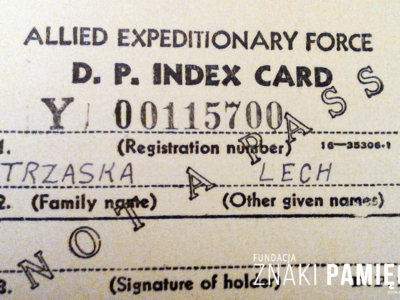 ALLIED EXPEDITIONARY FORCE
D. P. INDEX CARD
Y 00115700
1. (Registration number) 16—35306-1
TRZASKA LECH
2. (Family name) (Other given names)
NOT A PASS
3. (Signature of holder)
FUNDACJA
ZNAKI PAMIĘ